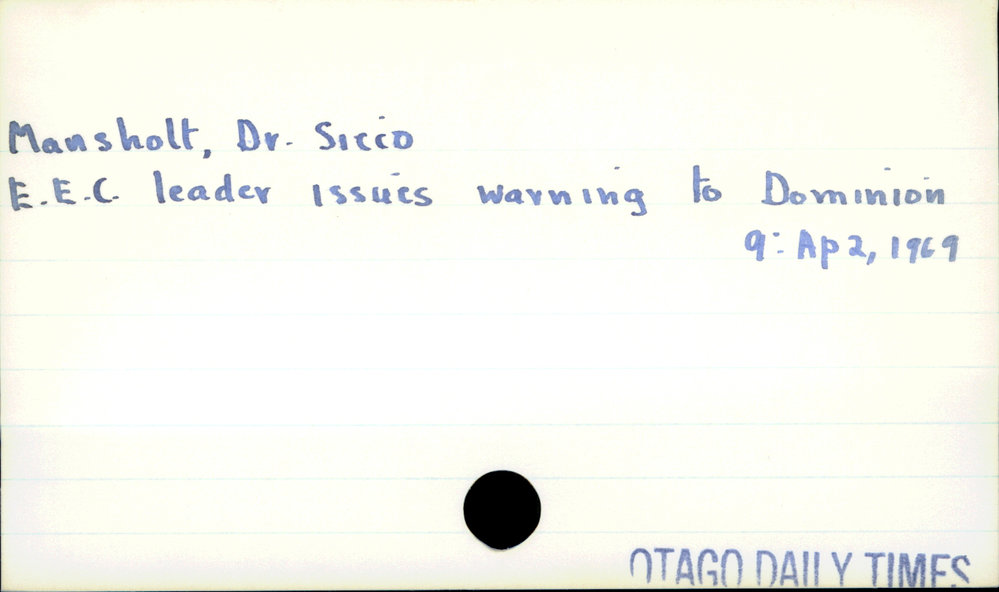 Mansholt, Dr. Sicco
E.E.C. leader issues warning to Dominion
9: Ap 2, 1969
OTAGO DAILY TIMES